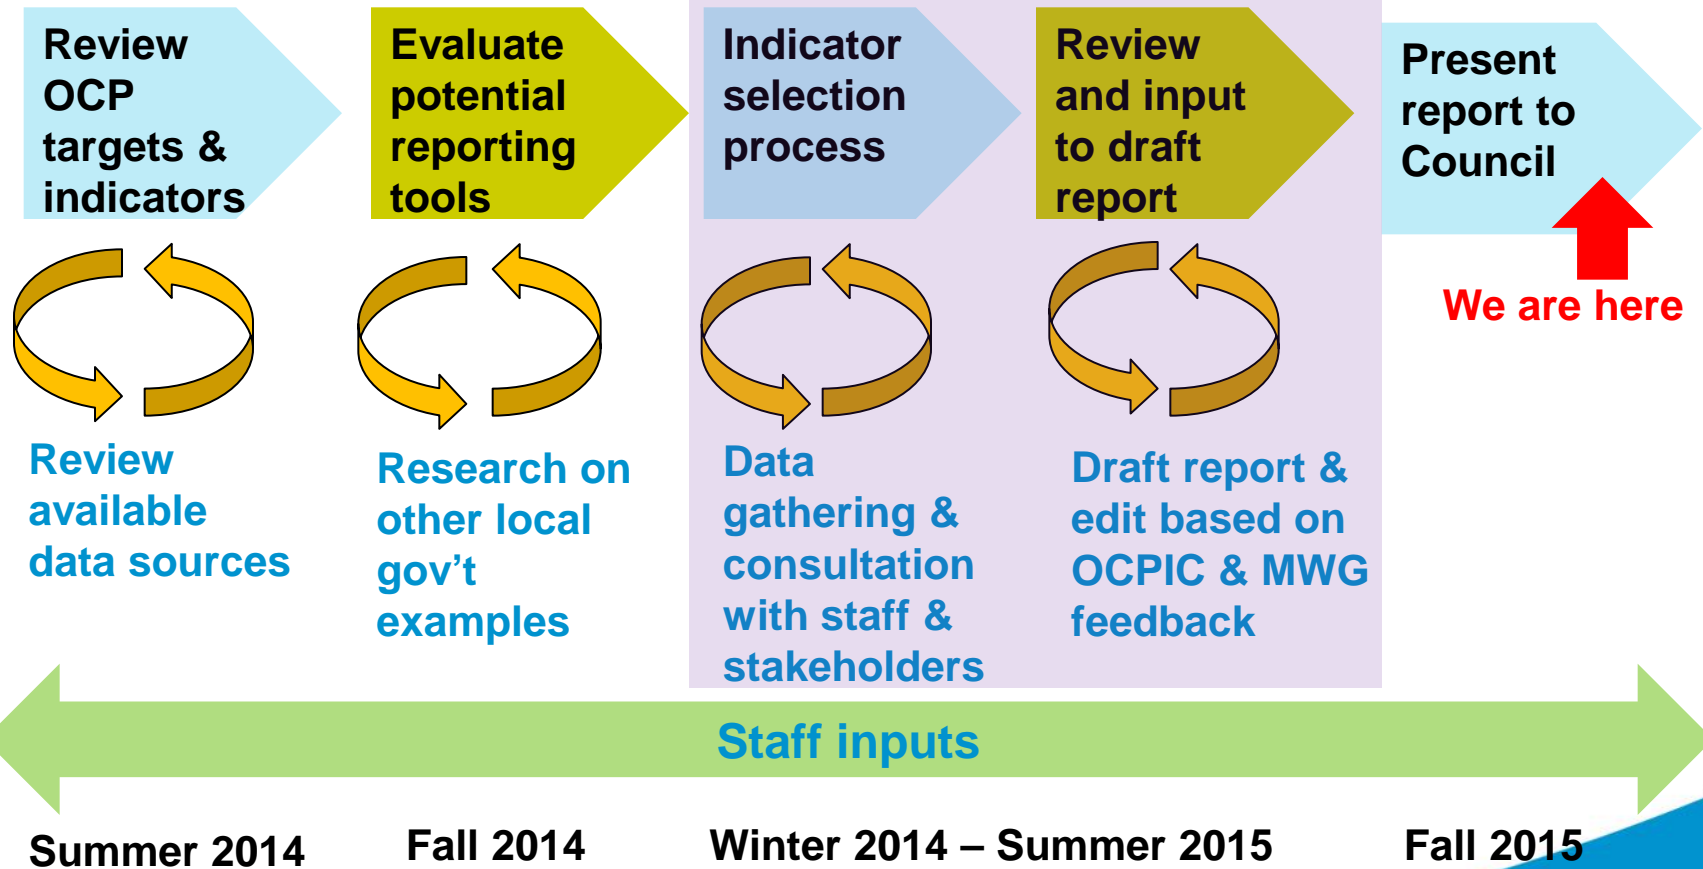 Review
OCP
targets &
indicators
Evaluate
potential
reporting
tools
Indicator
selection
process
Review
and input
to draft
report
Present
report to
Council
We are here
Review
available
data sources
Research on
other local
gov’t
examples
Data
gathering &
consultation
with staff &
stakeholders
Draft report &
edit based on
OCPIC & MWG
feedback
Staff inputs
Summer 2014
Fall 2014
Winter 2014 – Summer 2015
Fall 2015